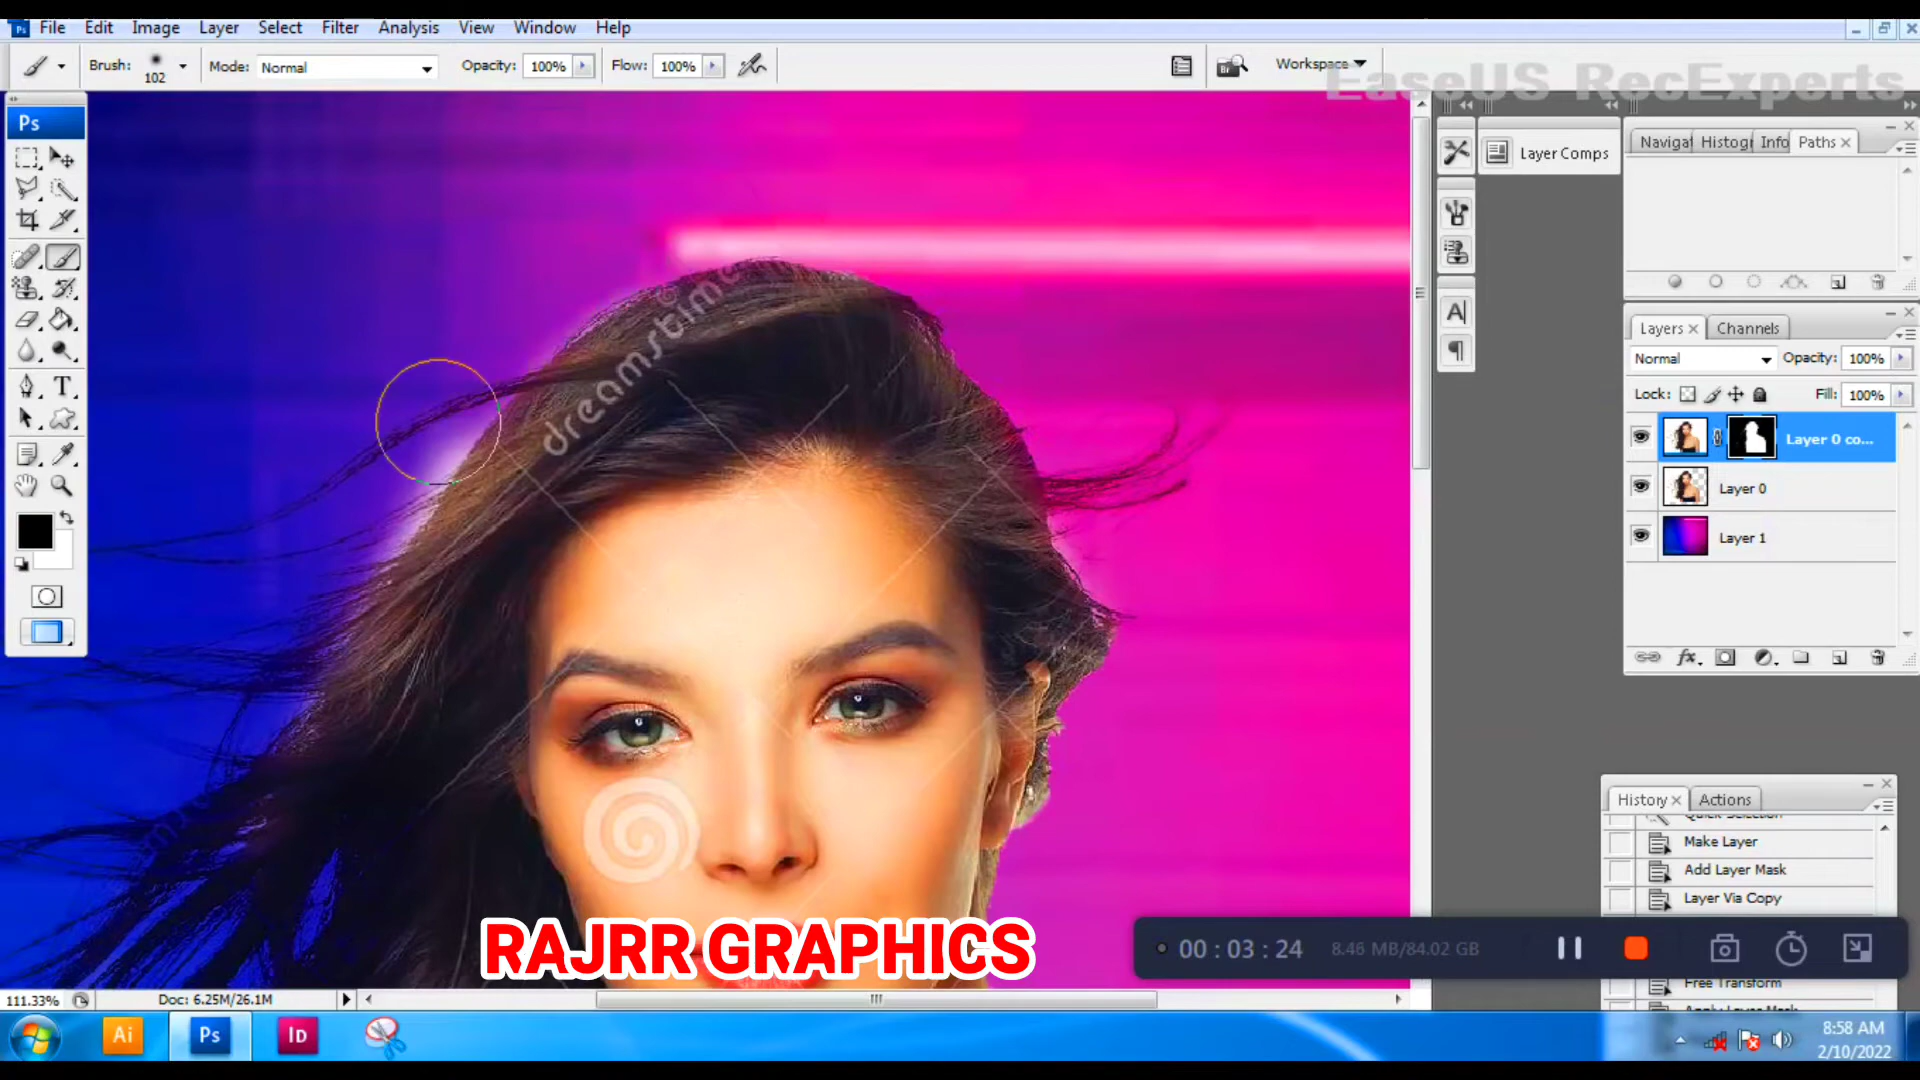 File Edit Image Layer Select Filter Analysis View Window Help
Brush: 102 Mode: Normal Opacity: 100% Flow: 100% Workspace
EaseUS RecExperts
Ps
Layer Comps
Navigat Histogr Info Paths
Layers Channels
Normal Opacity: 100%
Lock: Fill: 100%
Layer 0 co...
Layer 0
Layer 1
dreamstime
History Actions
Quick Selection
Make Layer
Add Layer Mask
Layer Via Copy
RAJRR GRAPHICS
00 : 03 : 24 8.46 MB/84.02 GB
Free Transform
Apply Layer Mask
111.33% Doc: 6.25M/26.1M
Ai Ps Id
8:58 AM
2/10/2022